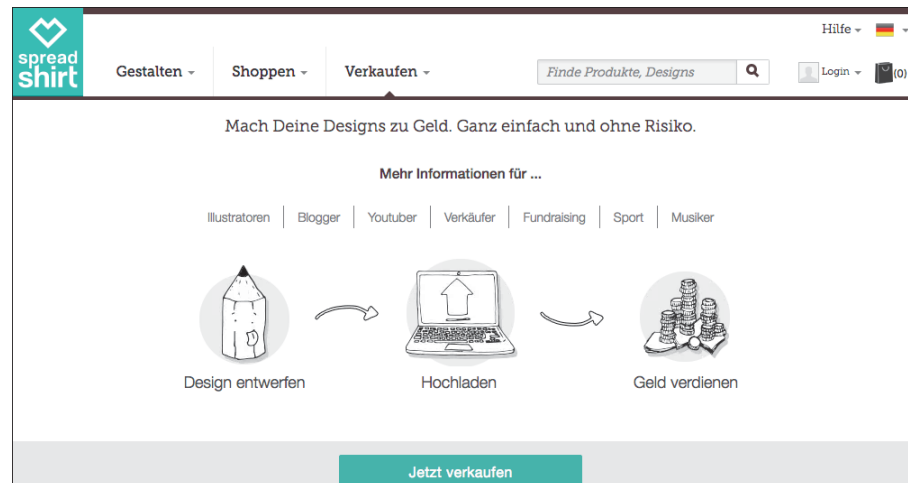 spread
shirt
Hilfe
Gestalten
Shoppen
Verkaufen
Finde Produkte, Designs
Login
(0)
Mach Deine Designs zu Geld. Ganz einfach und ohne Risiko.
Mehr Informationen für ...
Illustratoren Blogger Youtuber Verkäufer Fundraising Sport Musiker
Design entwerfen Hochladen Geld verdienen
Jetzt verkaufen